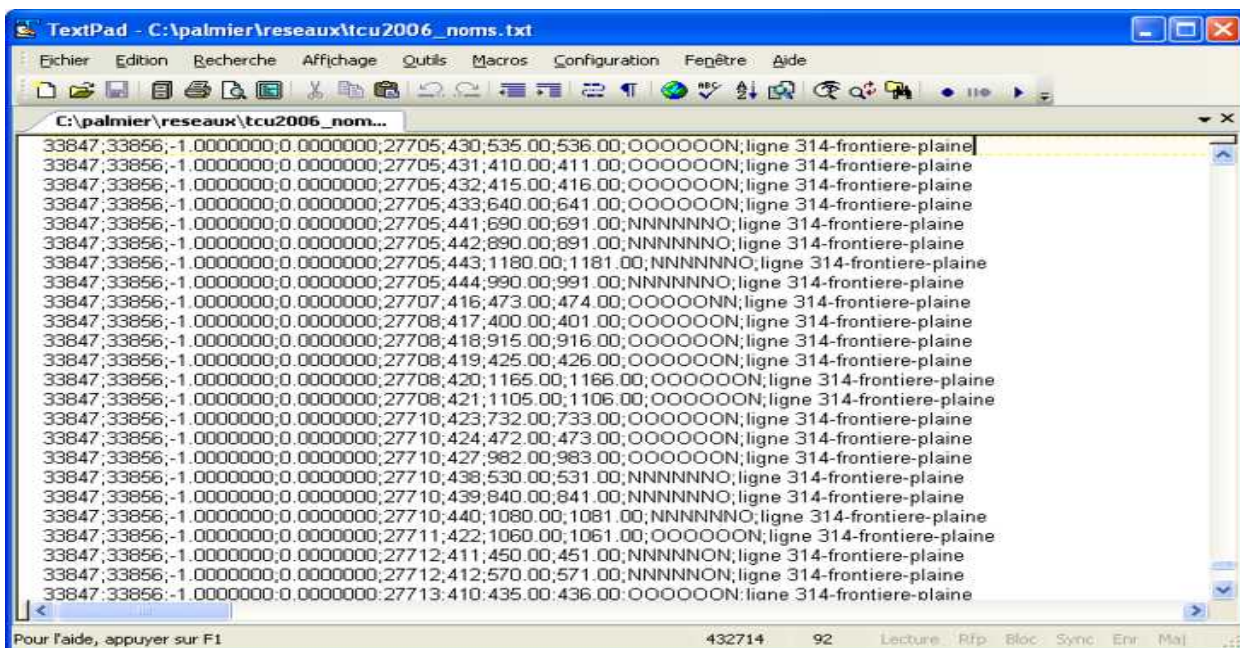 TextPad - C:\palmier\reseaux\tcu2006_noms.txt
Fichier Edition Recherche Affichage Outils Macros Configuration Fenêtre Aide
C:\palmier\reseaux\tcu2006_nom...
33847;33856;-1.0000000;0.0000000;27705;430;535.00;536.00;OOOOOON;ligne 314-frontiere-plaine
33847;33856;-1.0000000;0.0000000;27705;431;410.00;411.00;OOOOOON;ligne 314-frontiere-plaine
33847;33856;-1.0000000;0.0000000;27705;432;415.00;416.00;OOOOOON;ligne 314-frontiere-plaine
33847;33856;-1.0000000;0.0000000;27705;433;640.00;641.00;OOOOOON;ligne 314-frontiere-plaine
33847;33856;-1.0000000;0.0000000;27705;441;690.00;691.00;NNNNNNO;ligne 314-frontiere-plaine
33847;33856;-1.0000000;0.0000000;27705;442;890.00;891.00;NNNNNNO;ligne 314-frontiere-plaine
33847;33856;-1.0000000;0.0000000;27705;443;1180.00;1181.00;NNNNNNO;ligne 314-frontiere-plaine
33847;33856;-1.0000000;0.0000000;27705;444;990.00;991.00;NNNNNNO;ligne 314-frontiere-plaine
33847;33856;-1.0000000;0.0000000;27707;416;473.00;474.00;OOOOONN;ligne 314-frontiere-plaine
33847;33856;-1.0000000;0.0000000;27708;417;400.00;401.00;OOOOOON;ligne 314-frontiere-plaine
33847;33856;-1.0000000;0.0000000;27708;418;915.00;916.00;OOOOOON;ligne 314-frontiere-plaine
33847;33856;-1.0000000;0.0000000;27708;419;425.00;426.00;OOOOOON;ligne 314-frontiere-plaine
33847;33856;-1.0000000;0.0000000;27708;420;1165.00;1166.00;OOOOOON;ligne 314-frontiere-plaine
33847;33856;-1.0000000;0.0000000;27708;421;1105.00;1106.00;OOOOOON;ligne 314-frontiere-plaine
33847;33856;-1.0000000;0.0000000;27710;423;732.00;733.00;OOOOOON;ligne 314-frontiere-plaine
33847;33856;-1.0000000;0.0000000;27710;424;472.00;473.00;OOOOOON;ligne 314-frontiere-plaine
33847;33856;-1.0000000;0.0000000;27710;427;982.00;983.00;OOOOOON;ligne 314-frontiere-plaine
33847;33856;-1.0000000;0.0000000;27710;438;530.00;531.00;NNNNNNO;ligne 314-frontiere-plaine
33847;33856;-1.0000000;0.0000000;27710;439;840.00;841.00;NNNNNNO;ligne 314-frontiere-plaine
33847;33856;-1.0000000;0.0000000;27710;440;1080.00;1081.00;NNNNNNO;ligne 314-frontiere-plaine
33847;33856;-1.0000000;0.0000000;27711;422;1060.00;1061.00;OOOOOON;ligne 314-frontiere-plaine
33847;33856;-1.0000000;0.0000000;27712;411;450.00;451.00;NNNNNON;ligne 314-frontiere-plaine
33847;33856;-1.0000000;0.0000000;27712;412;570.00;571.00;NNNNNON;ligne 314-frontiere-plaine
33847;33856;-1.0000000;0.0000000;27713;410;435.00;436.00;OOOOOON;ligne 314-frontiere-plaine
Pour l'aide, appuyer sur F1 432714 92 Lecture Rfp Bloc Sync Enr Maj